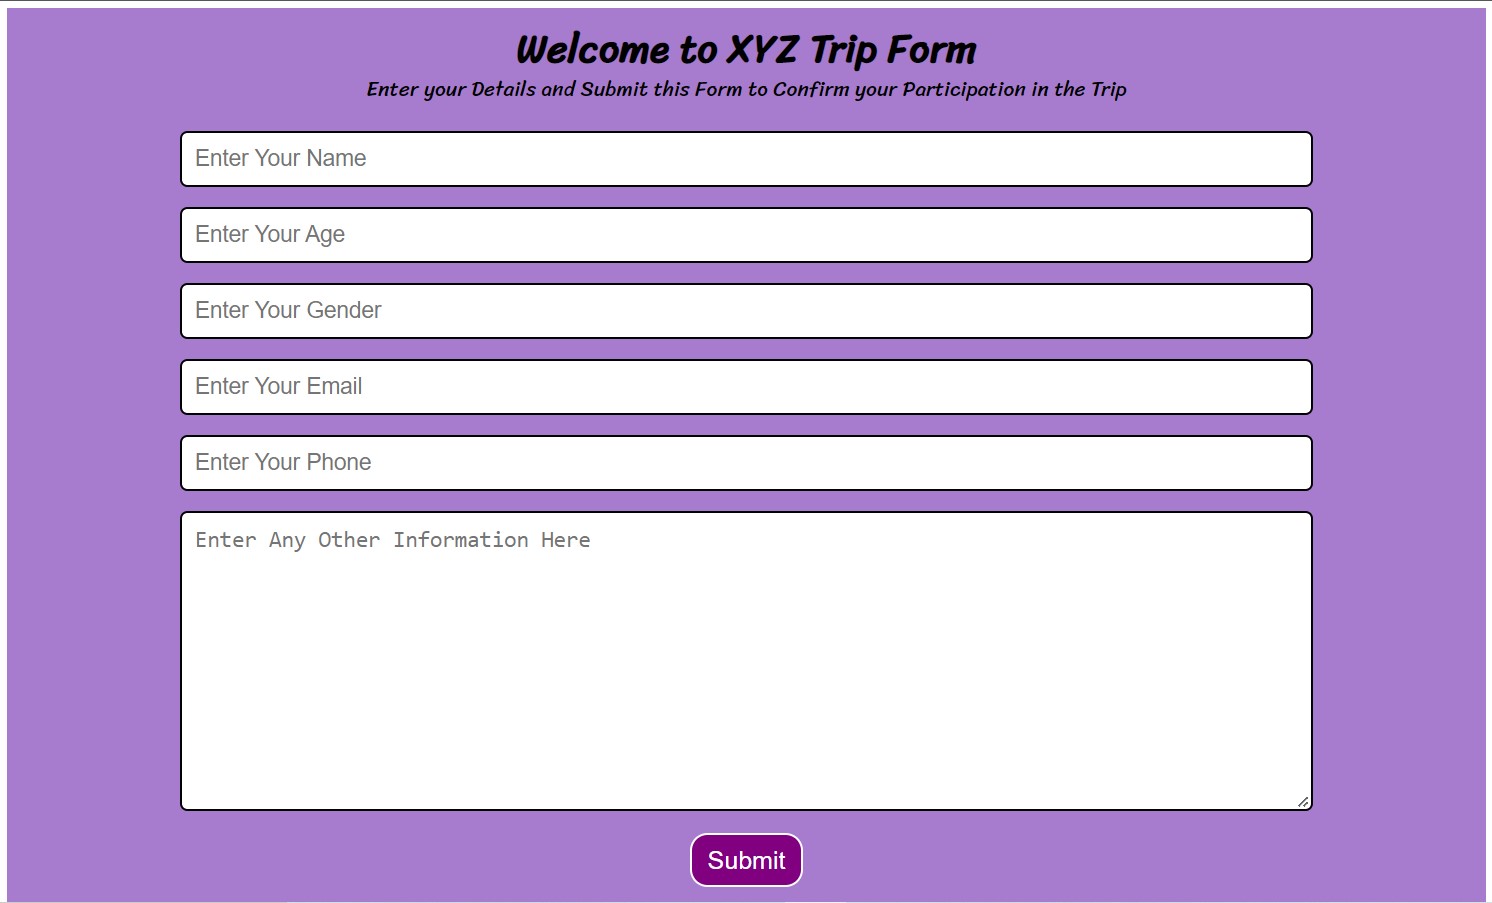 Welcome to XYZ Trip Form
Enter your Details and Submit this Form to Confirm your Participation in the Trip
Enter Your Name
Enter Your Age
Enter Your Gender
Enter Your Email
Enter Your Phone
Enter Any Other Information Here
Submit